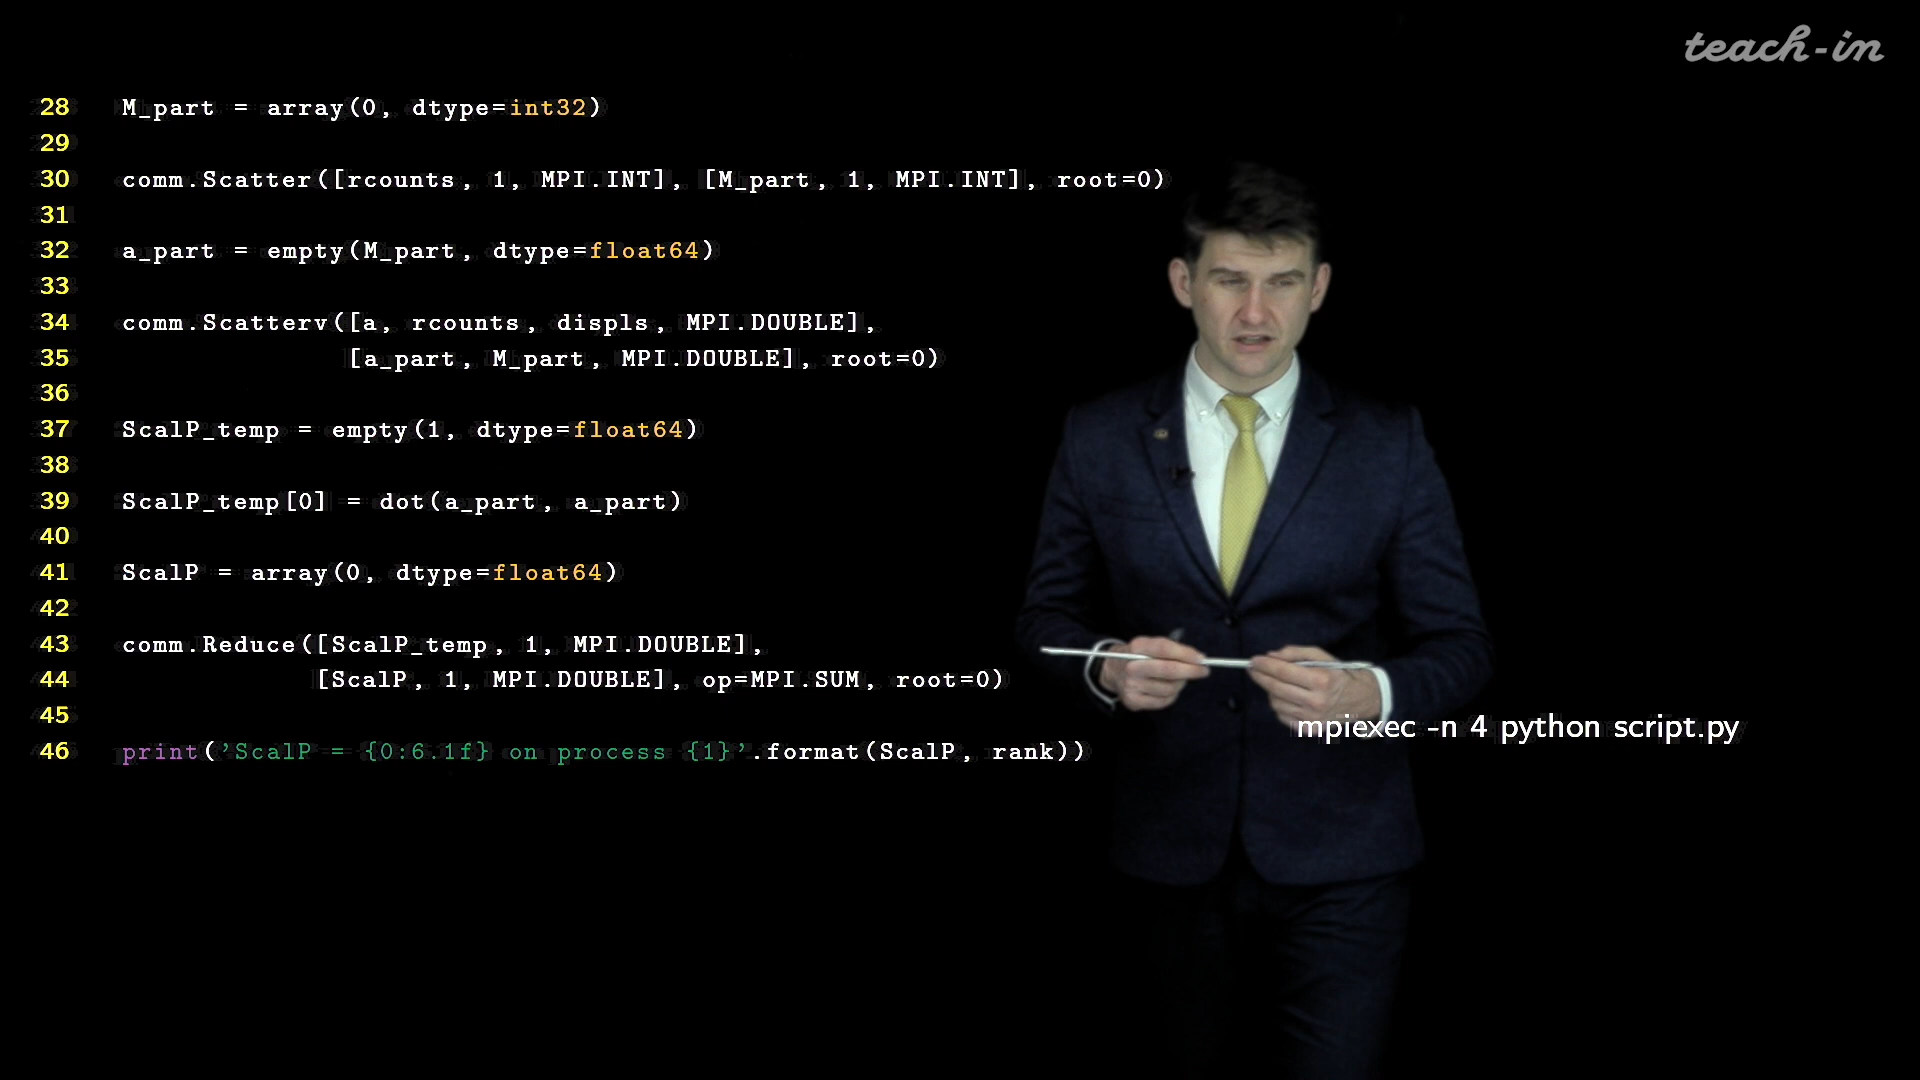 teach-in
28 M_part = array(0, dtype=int32)
29
30 comm.Scatter([rcounts, 1, MPI.INT], [M_part, 1, MPI.INT], root=0)
31
32 a_part = empty(M_part, dtype=float64)
33
34 comm.Scatterv([a, rcounts, displs, MPI.DOUBLE],
35 [a_part, M_part, MPI.DOUBLE], root=0)
36
37 ScalP_temp = empty(1, dtype=float64)
38
39 ScalP_temp[0] = dot(a_part, a_part)
40
41 ScalP = array(0, dtype=float64)
42
43 comm.Reduce([ScalP_temp, 1, MPI.DOUBLE],
44 [ScalP, 1, MPI.DOUBLE], op=MPI.SUM, root=0)
45
46 print('ScalP = {0:6.1f} on process {1}'.format(ScalP, rank))
mpiexec -n 4 python script.py